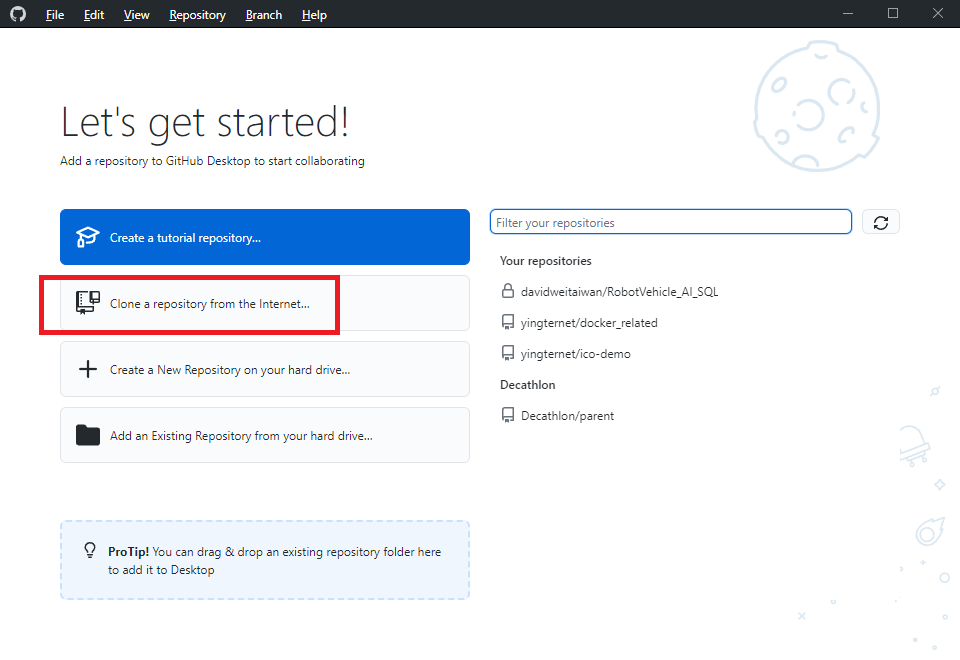 File Edit View Repository Branch Help
Let's get started!
Add a repository to GitHub Desktop to start collaborating
Create a tutorial repository...
Clone a repository from the Internet...
Create a New Repository on your hard drive...
Add an Existing Repository from your hard drive...
ProTip! You can drag & drop an existing repository folder here
to add it to Desktop
Filter your repositories
Your repositories
davidweitaiwan/RobotVehicle_AI_SQL
yingternet/docker_related
yingternet/ico-demo
Decathlon
Decathlon/parent